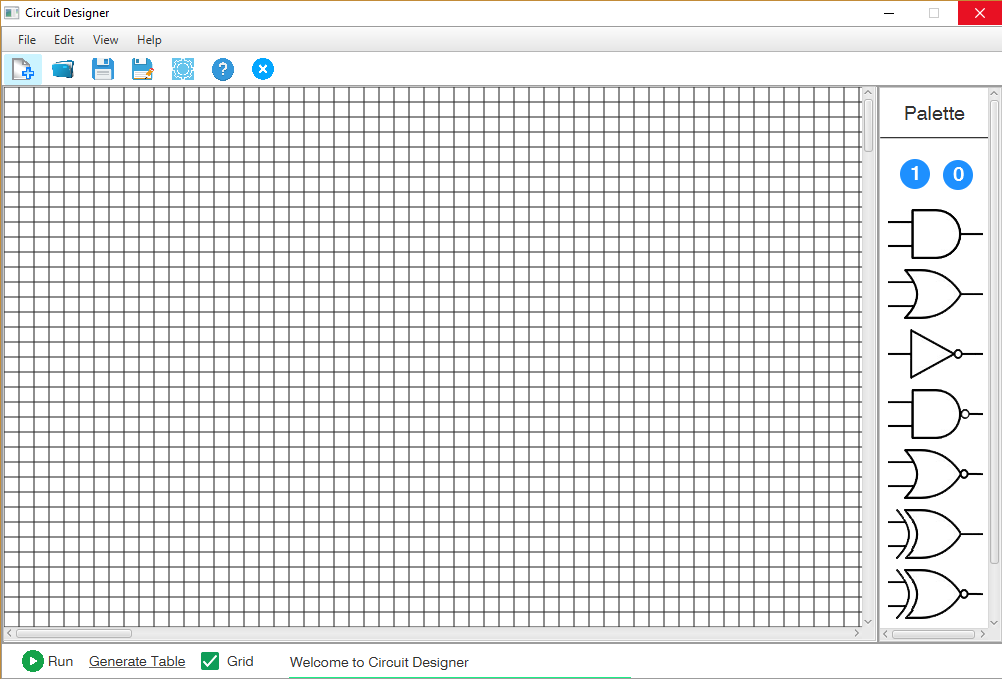 Circuit Designer
File Edit View Help
?
Palette
1 0
Run Generate Table Grid Welcome to Circuit Designer